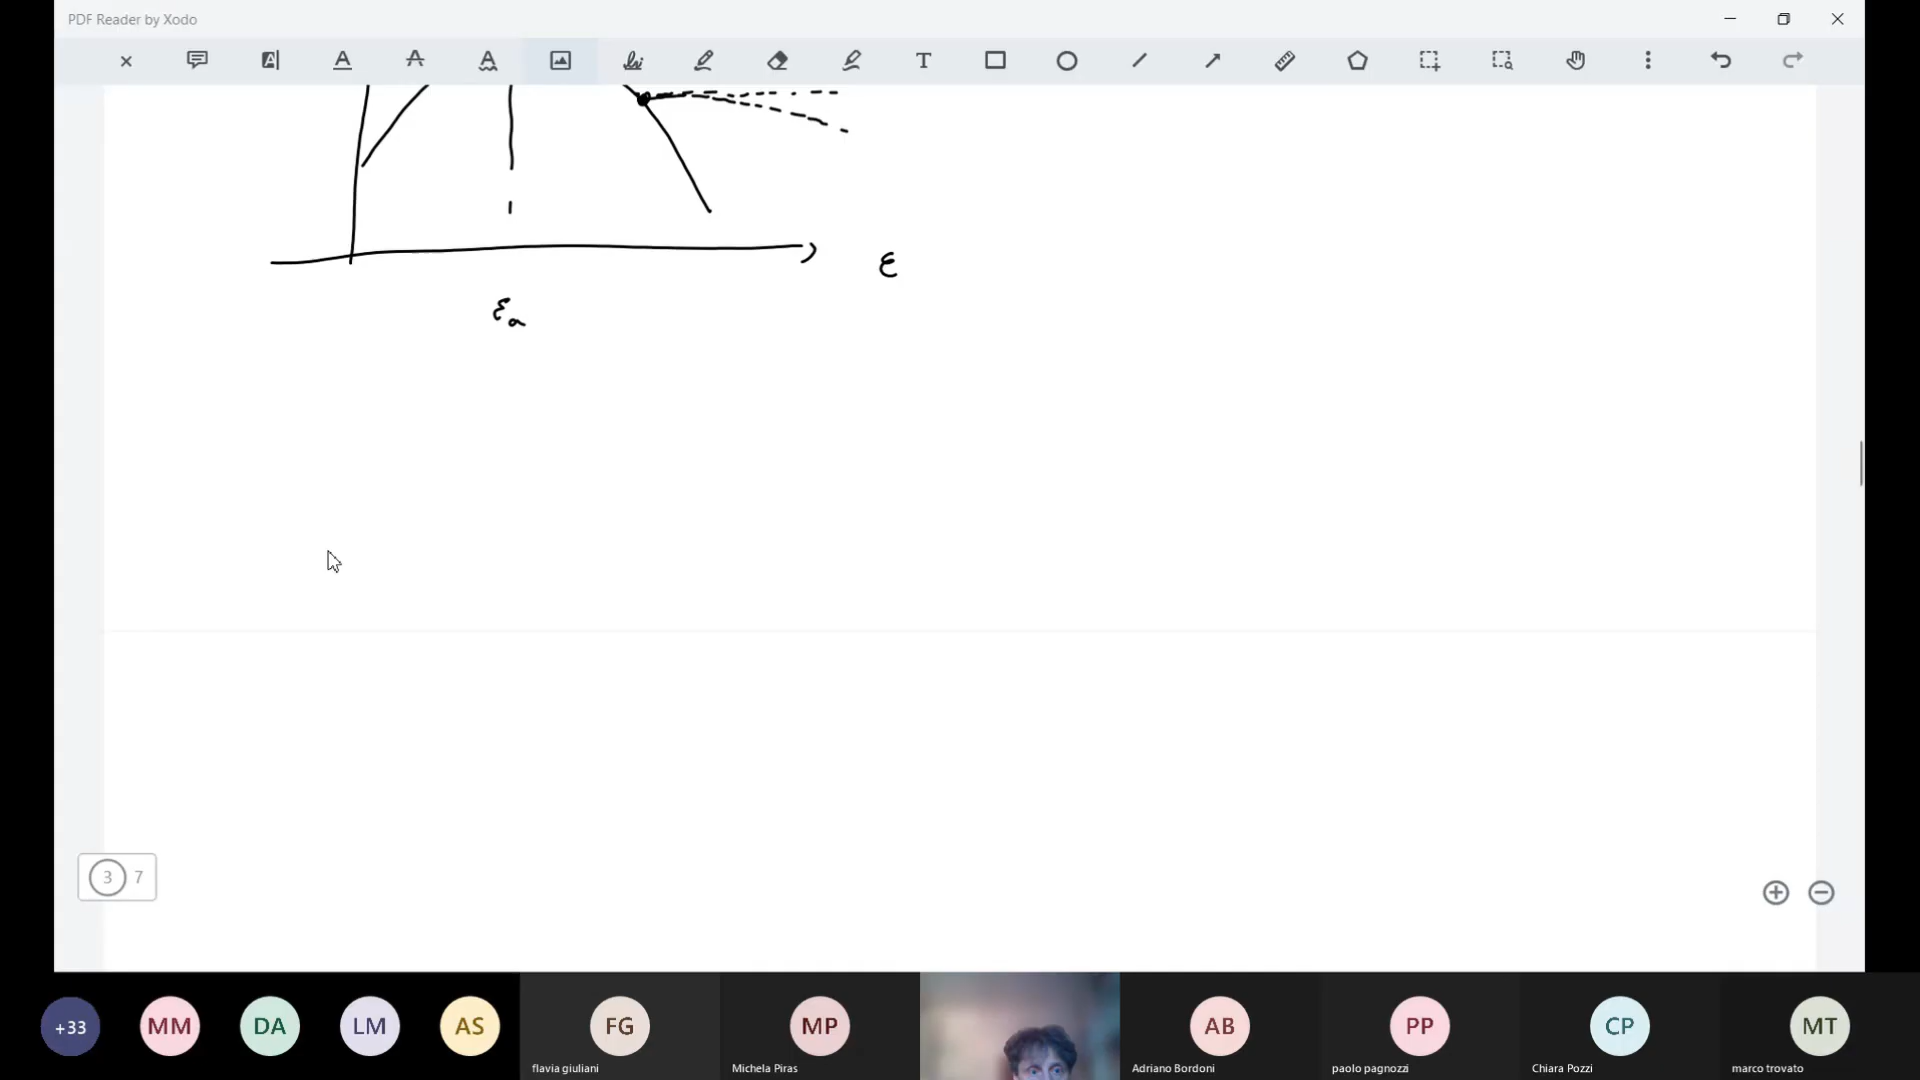 PDF Reader by Xodo
T
ε
εa
3 7
+33 MM DA LM AS FG MP AB PP CP MT
flavia giuliani Michela Piras Adriano Bordoni paolo pagnozzi Chiara Pozzi marco trovato